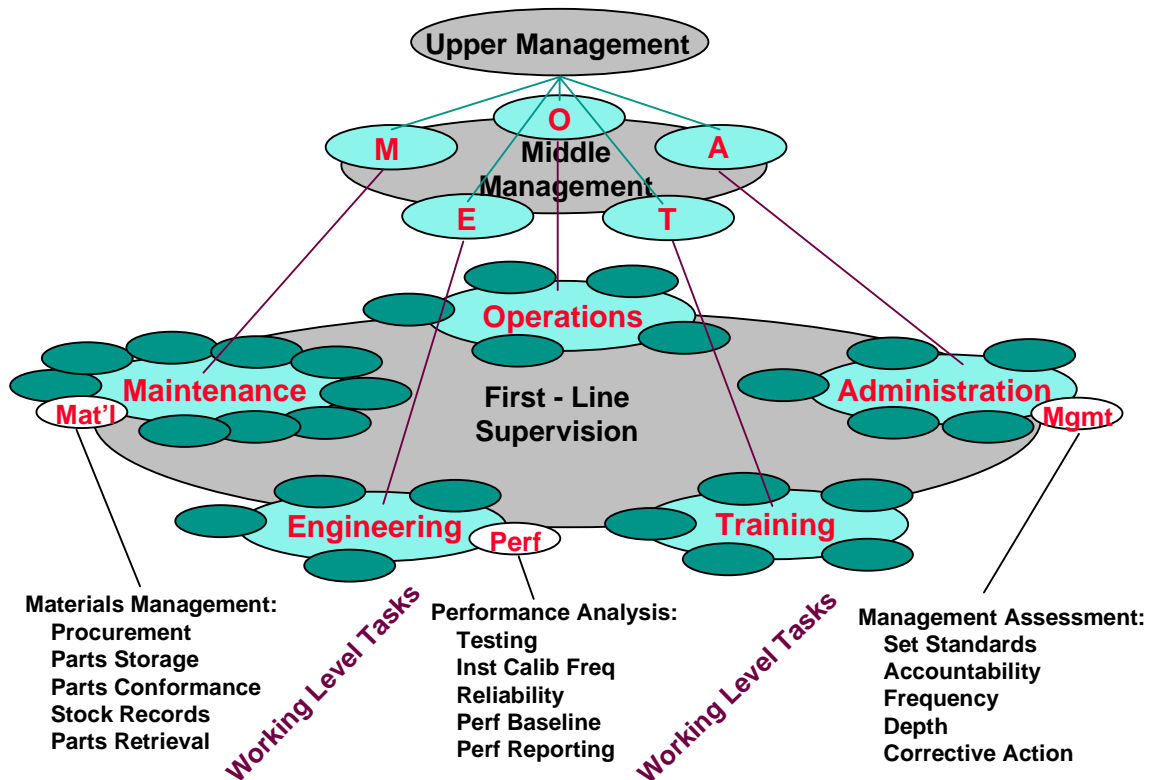 Upper Management
O
M
A
Middle
Management
E
T
Operations
Maintenance
Administration
Mat'l
First - Line
Supervision
Mgmt
Engineering
Perf
Training
Working Level Tasks
Working Level Tasks
Materials Management:
Procurement
Parts Storage
Parts Conformance
Stock Records
Parts Retrieval
Performance Analysis:
Testing
Inst Calib Freq
Reliability
Perf Baseline
Perf Reporting
Management Assessment:
Set Standards
Accountability
Frequency
Depth
Corrective Action